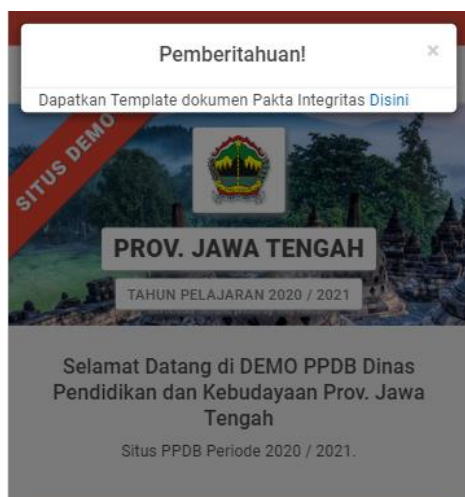 Pemberitahuan!
×
Dapatkan Template dokumen Pakta Integritas Disini
SITUS DEMO
PROV. JAWA TENGAH
TAHUN PELAJARAN 2020 / 2021
Selamat Datang di DEMO PPDB Dinas
Pendidikan dan Kebudayaan Prov. Jawa
Tengah
Situs PPDB Periode 2020 / 2021.